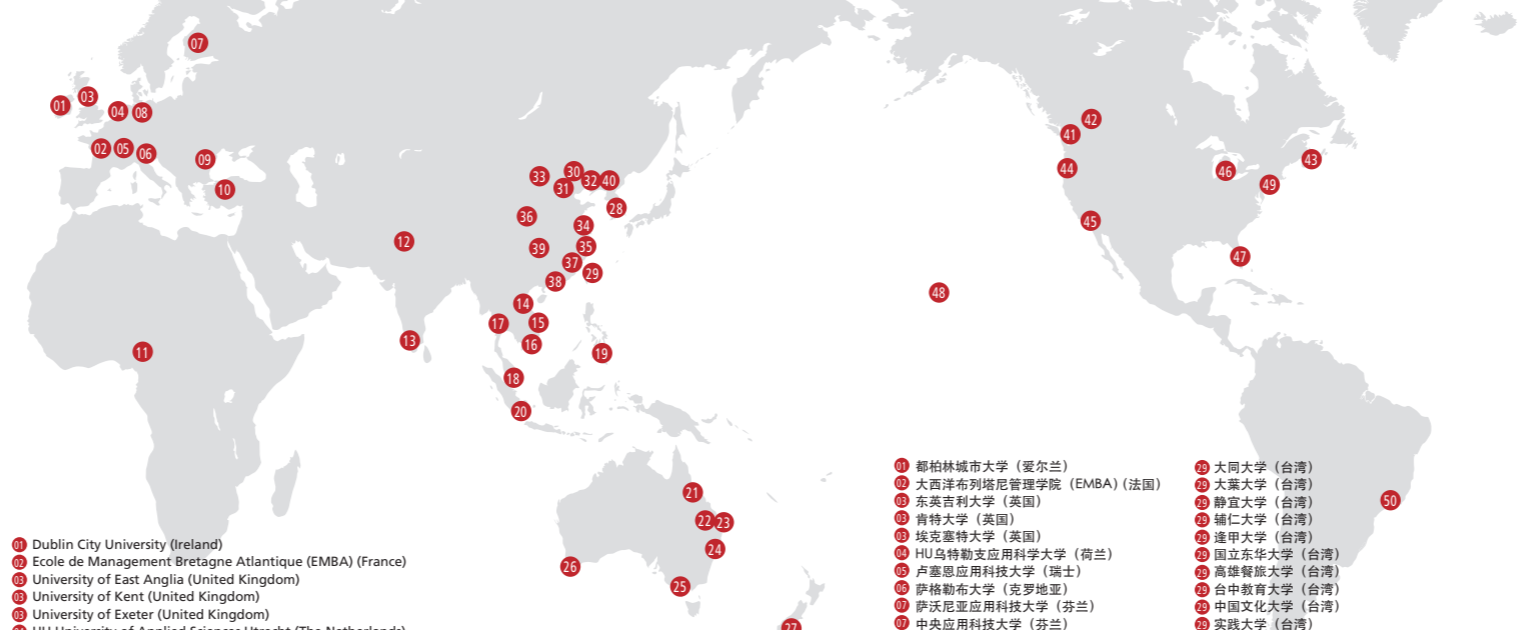 07
01
03
04
08
02
05
06
09
10
33
30
31
32
40
28
36
34
12
39
35
37
29
38
14
17
15
16
13
11
19
18
20
21
22
23
24
26
25
27
42
41
44
43
46
49
45
47
48
50
01 Dublin City University (Ireland)
02 Ecole de Management Bretagne Atlantique (EMBA) (France)
03 University of East Anglia (United Kingdom)
03 University of Kent (United Kingdom)
03 University of Exeter (United Kingdom)
04 HU University of Applied Sciences Utrecht (The Netherlands)
01 都柏林城市大学（爱尔兰）
02 大西洋布列塔尼管理学院（EMBA）(法国）
03 东英吉利大学（英国）
03 肯特大学（英国）
03 埃克塞特大学（英国）
04 HU乌特勒支应用科学大学（荷兰）
05 卢塞恩应用科技大学（瑞士）
06 萨格勒布大学（克罗地亚）
07 萨沃尼亚应用科技大学（芬兰）
07 中央应用科技大学（芬兰）
29 大同大学（台湾）
29 大葉大学（台湾）
29 静宜大学（台湾）
29 辅仁大学（台湾）
29 逢甲大学（台湾）
29 国立东华大学（台湾）
29 高雄餐旅大学（台湾）
29 台中教育大学（台湾）
29 中国文化大学（台湾）
29 实践大学（台湾）